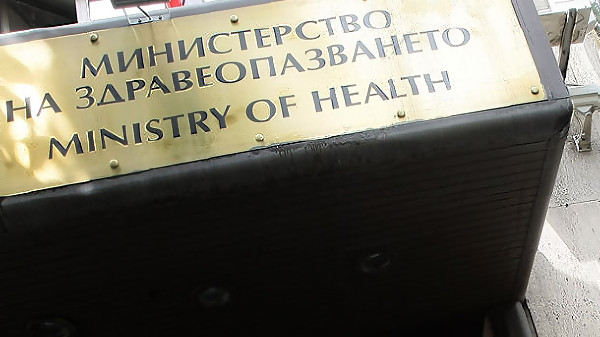 МИНИСТЕРСТВО
НА ЗДРАВЕОПАЗВАНЕТО
MINISTRY OF HEALTH